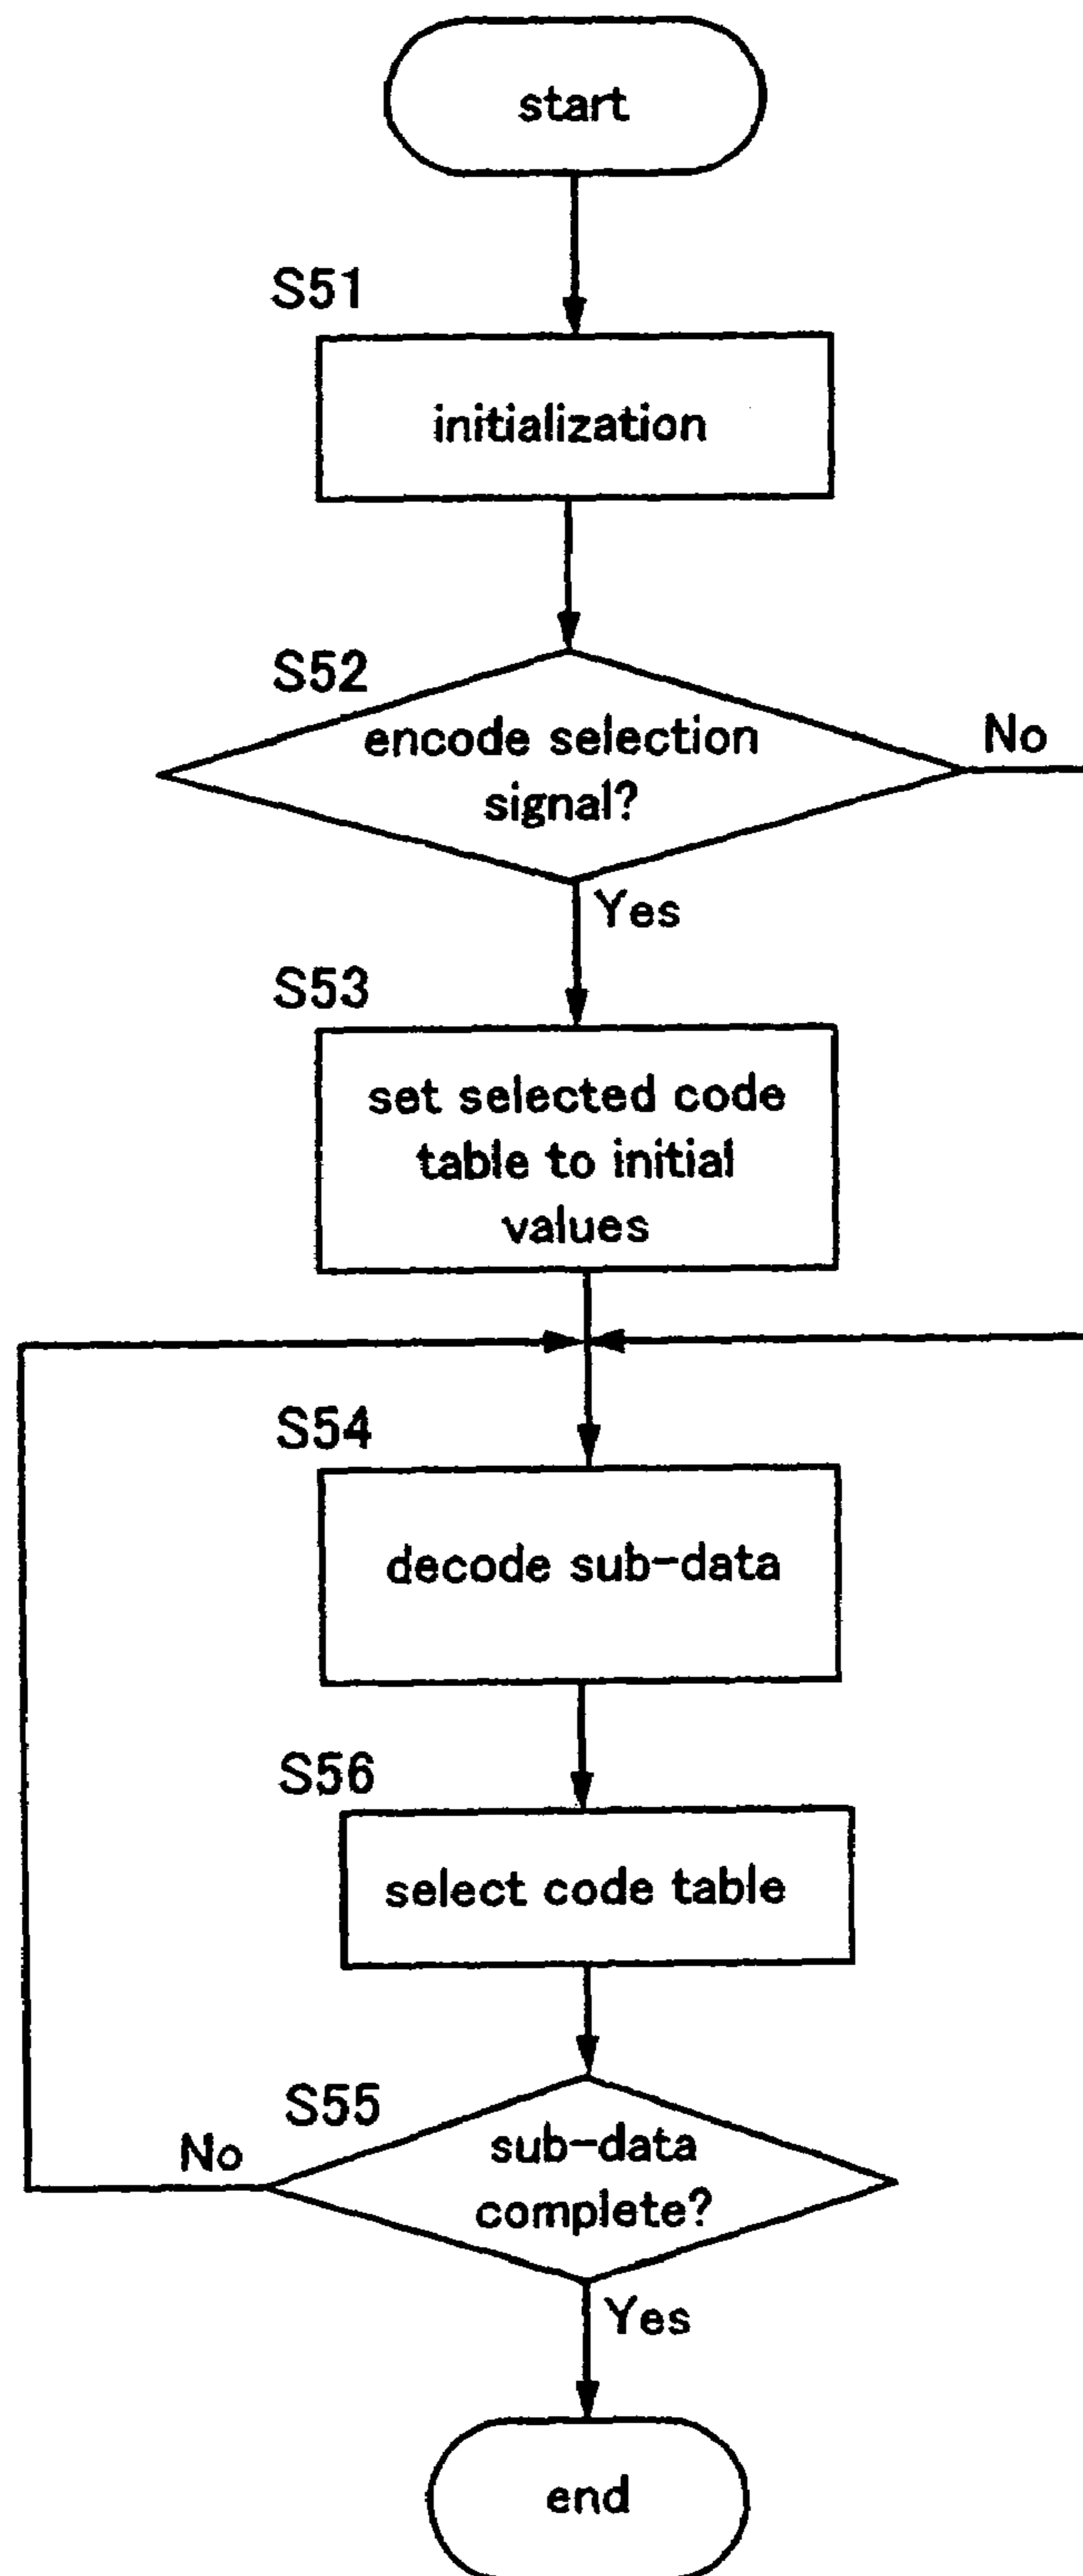 start
S51
initialization
S52
encode selection
signal?
No
Yes
S53
set selected code
table to initial
values
S54
decode sub-data
S56
select code table
S55
No
sub-data
complete?
Yes
end